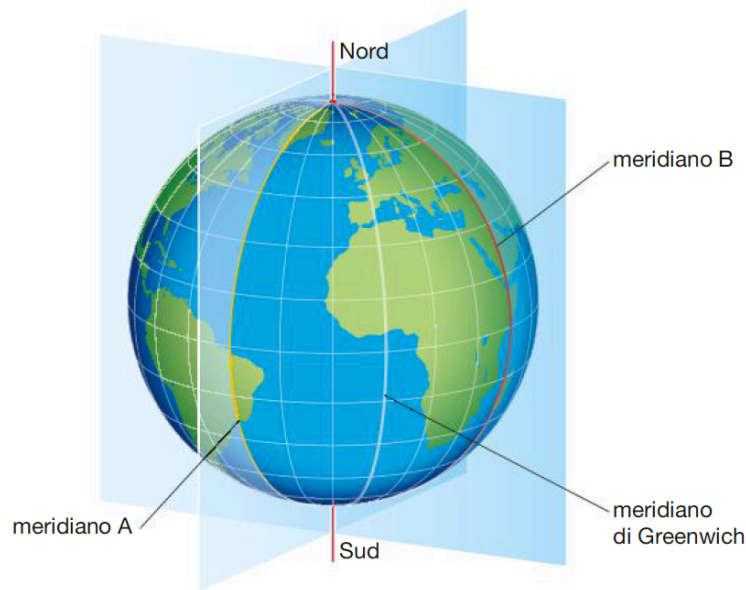 Nord
meridiano B
meridiano A
meridiano
di Greenwich
Sud